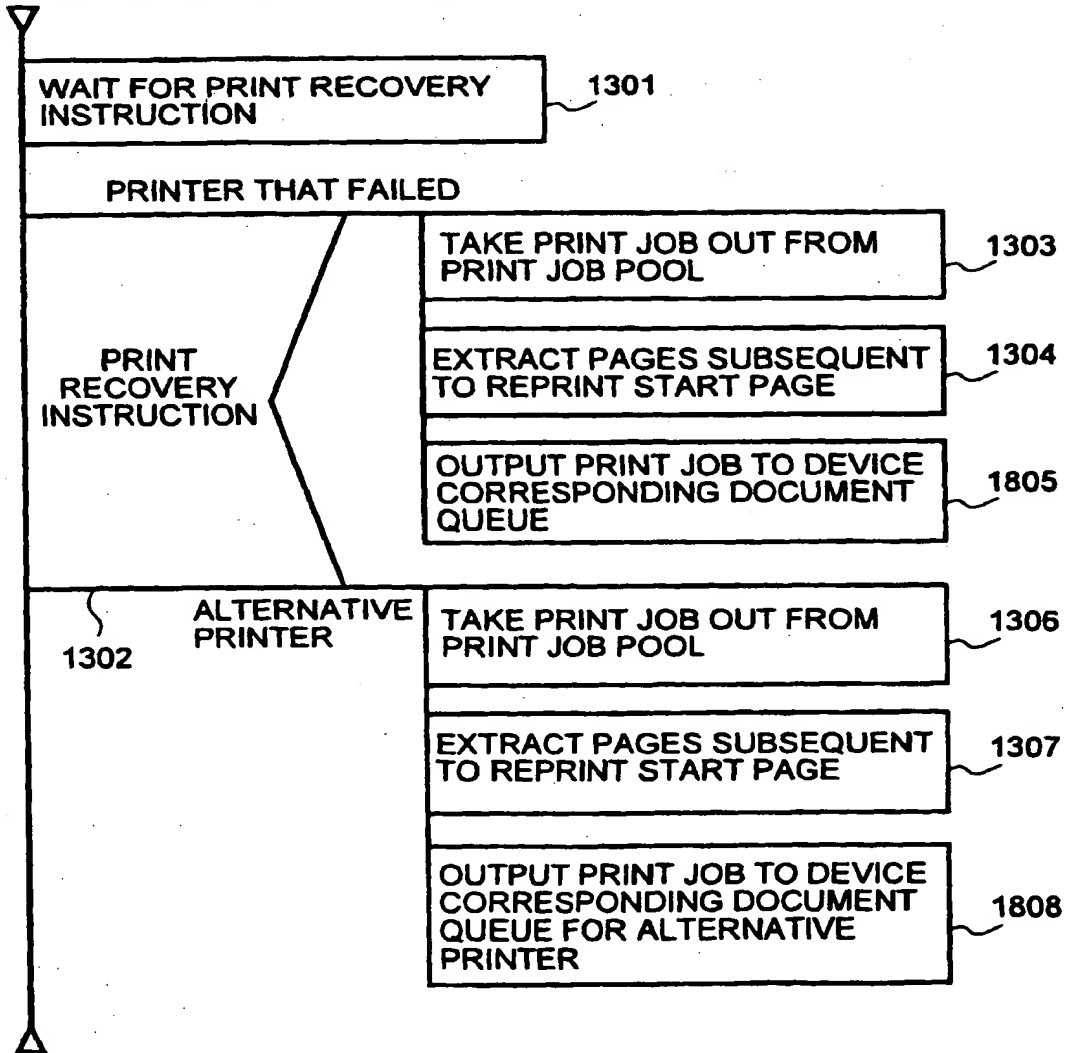 WAIT FOR PRINT RECOVERY
INSTRUCTION
1301
PRINTER THAT FAILED
TAKE PRINT JOB OUT FROM
PRINT JOB POOL
1303
PRINT
RECOVERY
INSTRUCTION
EXTRACT PAGES SUBSEQUENT
TO REPRINT START PAGE
1304
OUTPUT PRINT JOB TO DEVICE
CORRESPONDING DOCUMENT
QUEUE
1805
1302
ALTERNATIVE
PRINTER
TAKE PRINT JOB OUT FROM
PRINT JOB POOL
1306
EXTRACT PAGES SUBSEQUENT
TO REPRINT START PAGE
1307
OUTPUT PRINT JOB TO DEVICE
CORRESPONDING DOCUMENT
QUEUE FOR ALTERNATIVE
PRINTER
1808